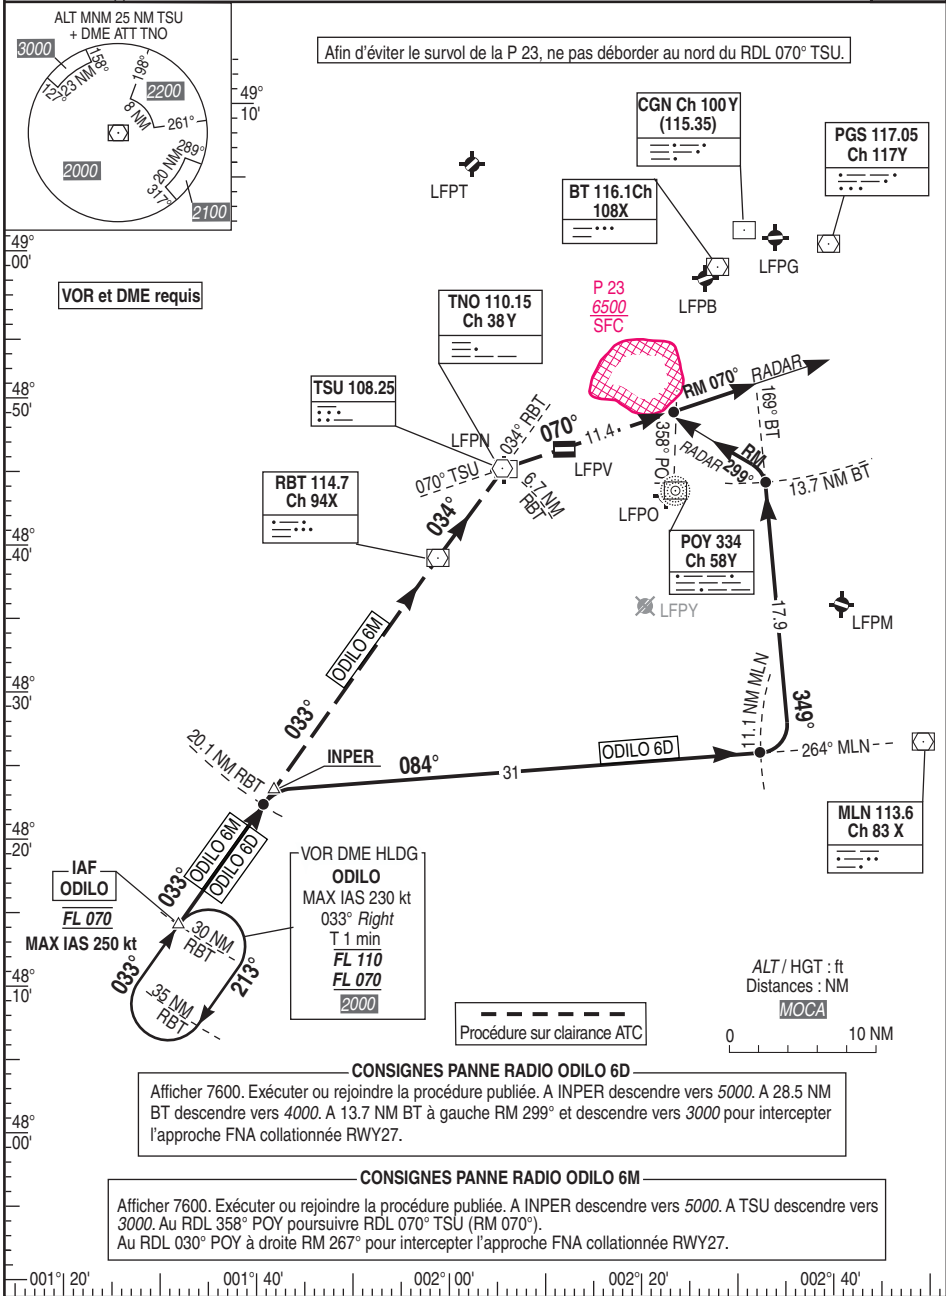 ALT MNM 25 NM TSU
+ DME ATT TNO
3000
158°
127°
23 NM
198°
2200
8 NM
261°
289°
20 NM
317°
2000
2100
Afin d'éviter le survol de la P 23, ne pas déborder au nord du RDL 070° TSU.
49°
10'
CGN Ch 100 Y
(115.35)
PGS 117.05
Ch 117Y
LFPT
BT 116.1Ch
108X
LFPG
LFPB
49°
00'
VOR et DME requis
P 23
6500
SFC
TNO 110.15
Ch 38 Y
TSU 108.25
48°
50'
RM 070°
RADAR
169° BT
034° RBT
070°
11.4
LFPN
LFPV
358° PO
RADAR 299°
RM
13.7 NM BT
070° TSU
6.7 NM
RBT
RBT 114.7
Ch 94X
034°
LFPO
POY 334
Ch 58Y
48°
40'
LFPY
LFPM
17.9
ODILO 6M
033°
48°
30'
11.1 NM MLN
349°
20.1 NM RBT
INPER
084°
31
ODILO 6D
264° MLN
MLN 113.6
Ch 83 X
48°
20'
ODILO 6M
ODILO 6D
033°
IAF
ODILO
FL 070
MAX IAS 250 kt
VOR DME HLDG
ODILO
MAX IAS 230 kt
033° Right
T 1 min
FL 110
FL 070
2000
30 NM
RBT
213°
033°
35 NM
RBT
48°
10'
ALT / HGT : ft
Distances : NM
MOCA
0 10 NM
Procédure sur clairance ATC
CONSIGNES PANNE RADIO ODILO 6D
Afficher 7600. Exécuter ou rejoindre la procédure publiée. A INPER descendre vers 5000. A 28.5 NM
BT descendre vers 4000. A 13.7 NM BT à gauche RM 299° et descendre vers 3000 pour intercepter
l'approche FNA collationnée RWY27.
48°
00'
CONSIGNES PANNE RADIO ODILO 6M
Afficher 7600. Exécuter ou rejoindre la procédure publiée. A INPER descendre vers 5000. A TSU descendre vers
3000. Au RDL 358° POY poursuivre RDL 070° TSU (RM 070°).
Au RDL 030° POY à droite RM 267° pour intercepter l'approche FNA collationnée RWY27.
001° 20' 001° 40' 002° 00' 002° 20' 002° 40'